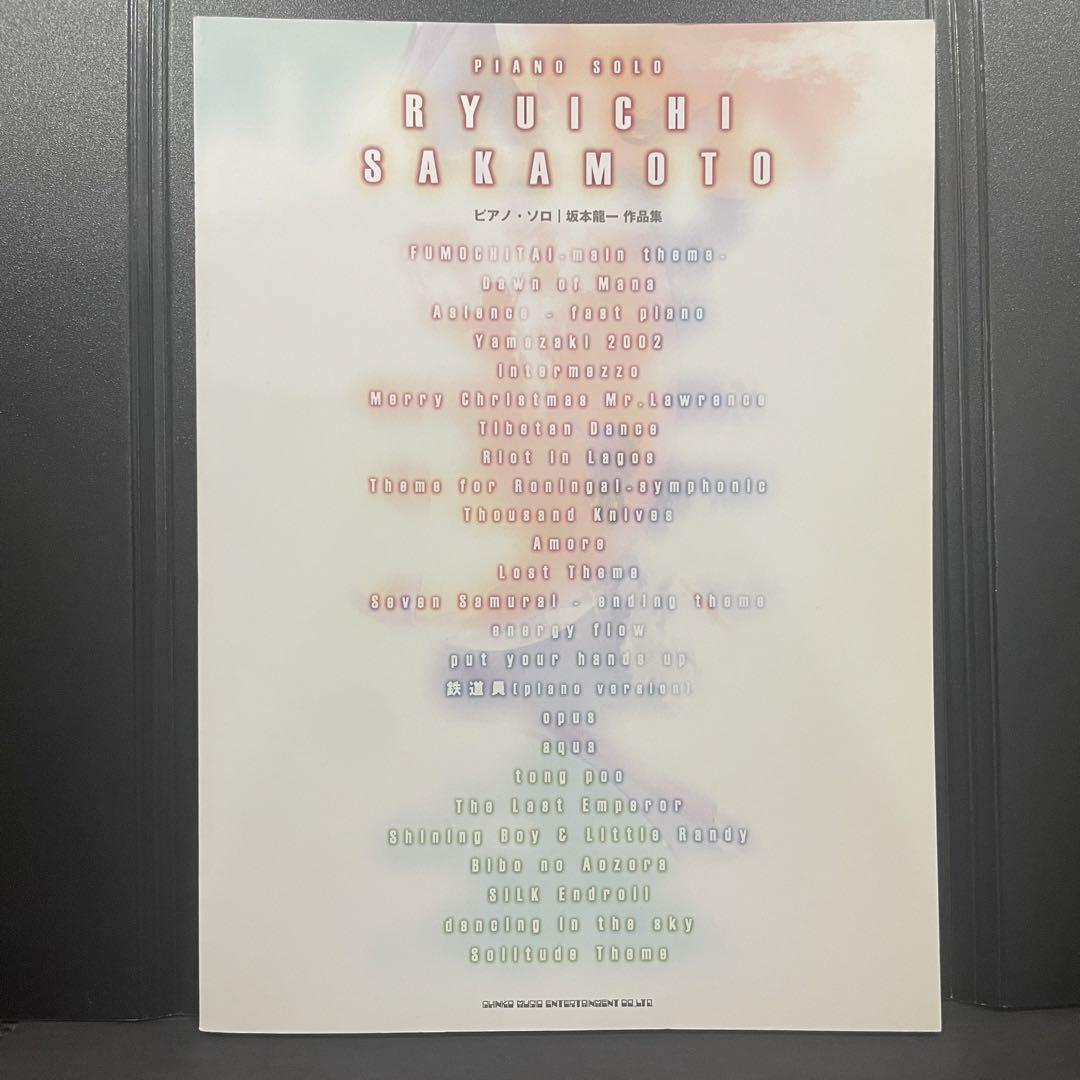 PIANO SOLO
RYUICHI
SAKAMOTO
ピアノ・ソロ|坂本龍一 作品集
FUMOCHITAI-main theme-
Dawn of Mana
Asience - fast piano
Yamazaki 2002
Intermezzo
Merry Christmas Mr.Lawrence
Tibetan Dance
Riot in Lagos
Theme for Roningai-symphonic
Thousand Knives
Amore
Lost Theme
Seven Samurai - ending theme
energy flow
put your hands up
鉄道員(piano version)
opus
aqua
tong poo
The Last Emperor
Shining Boy & Little Randy
Bibo no Aozora
SILK Endroll
dancing in the sky
Solitude Theme
SHINKO MUSIC ENTERTAINMENT CO.,LTD.